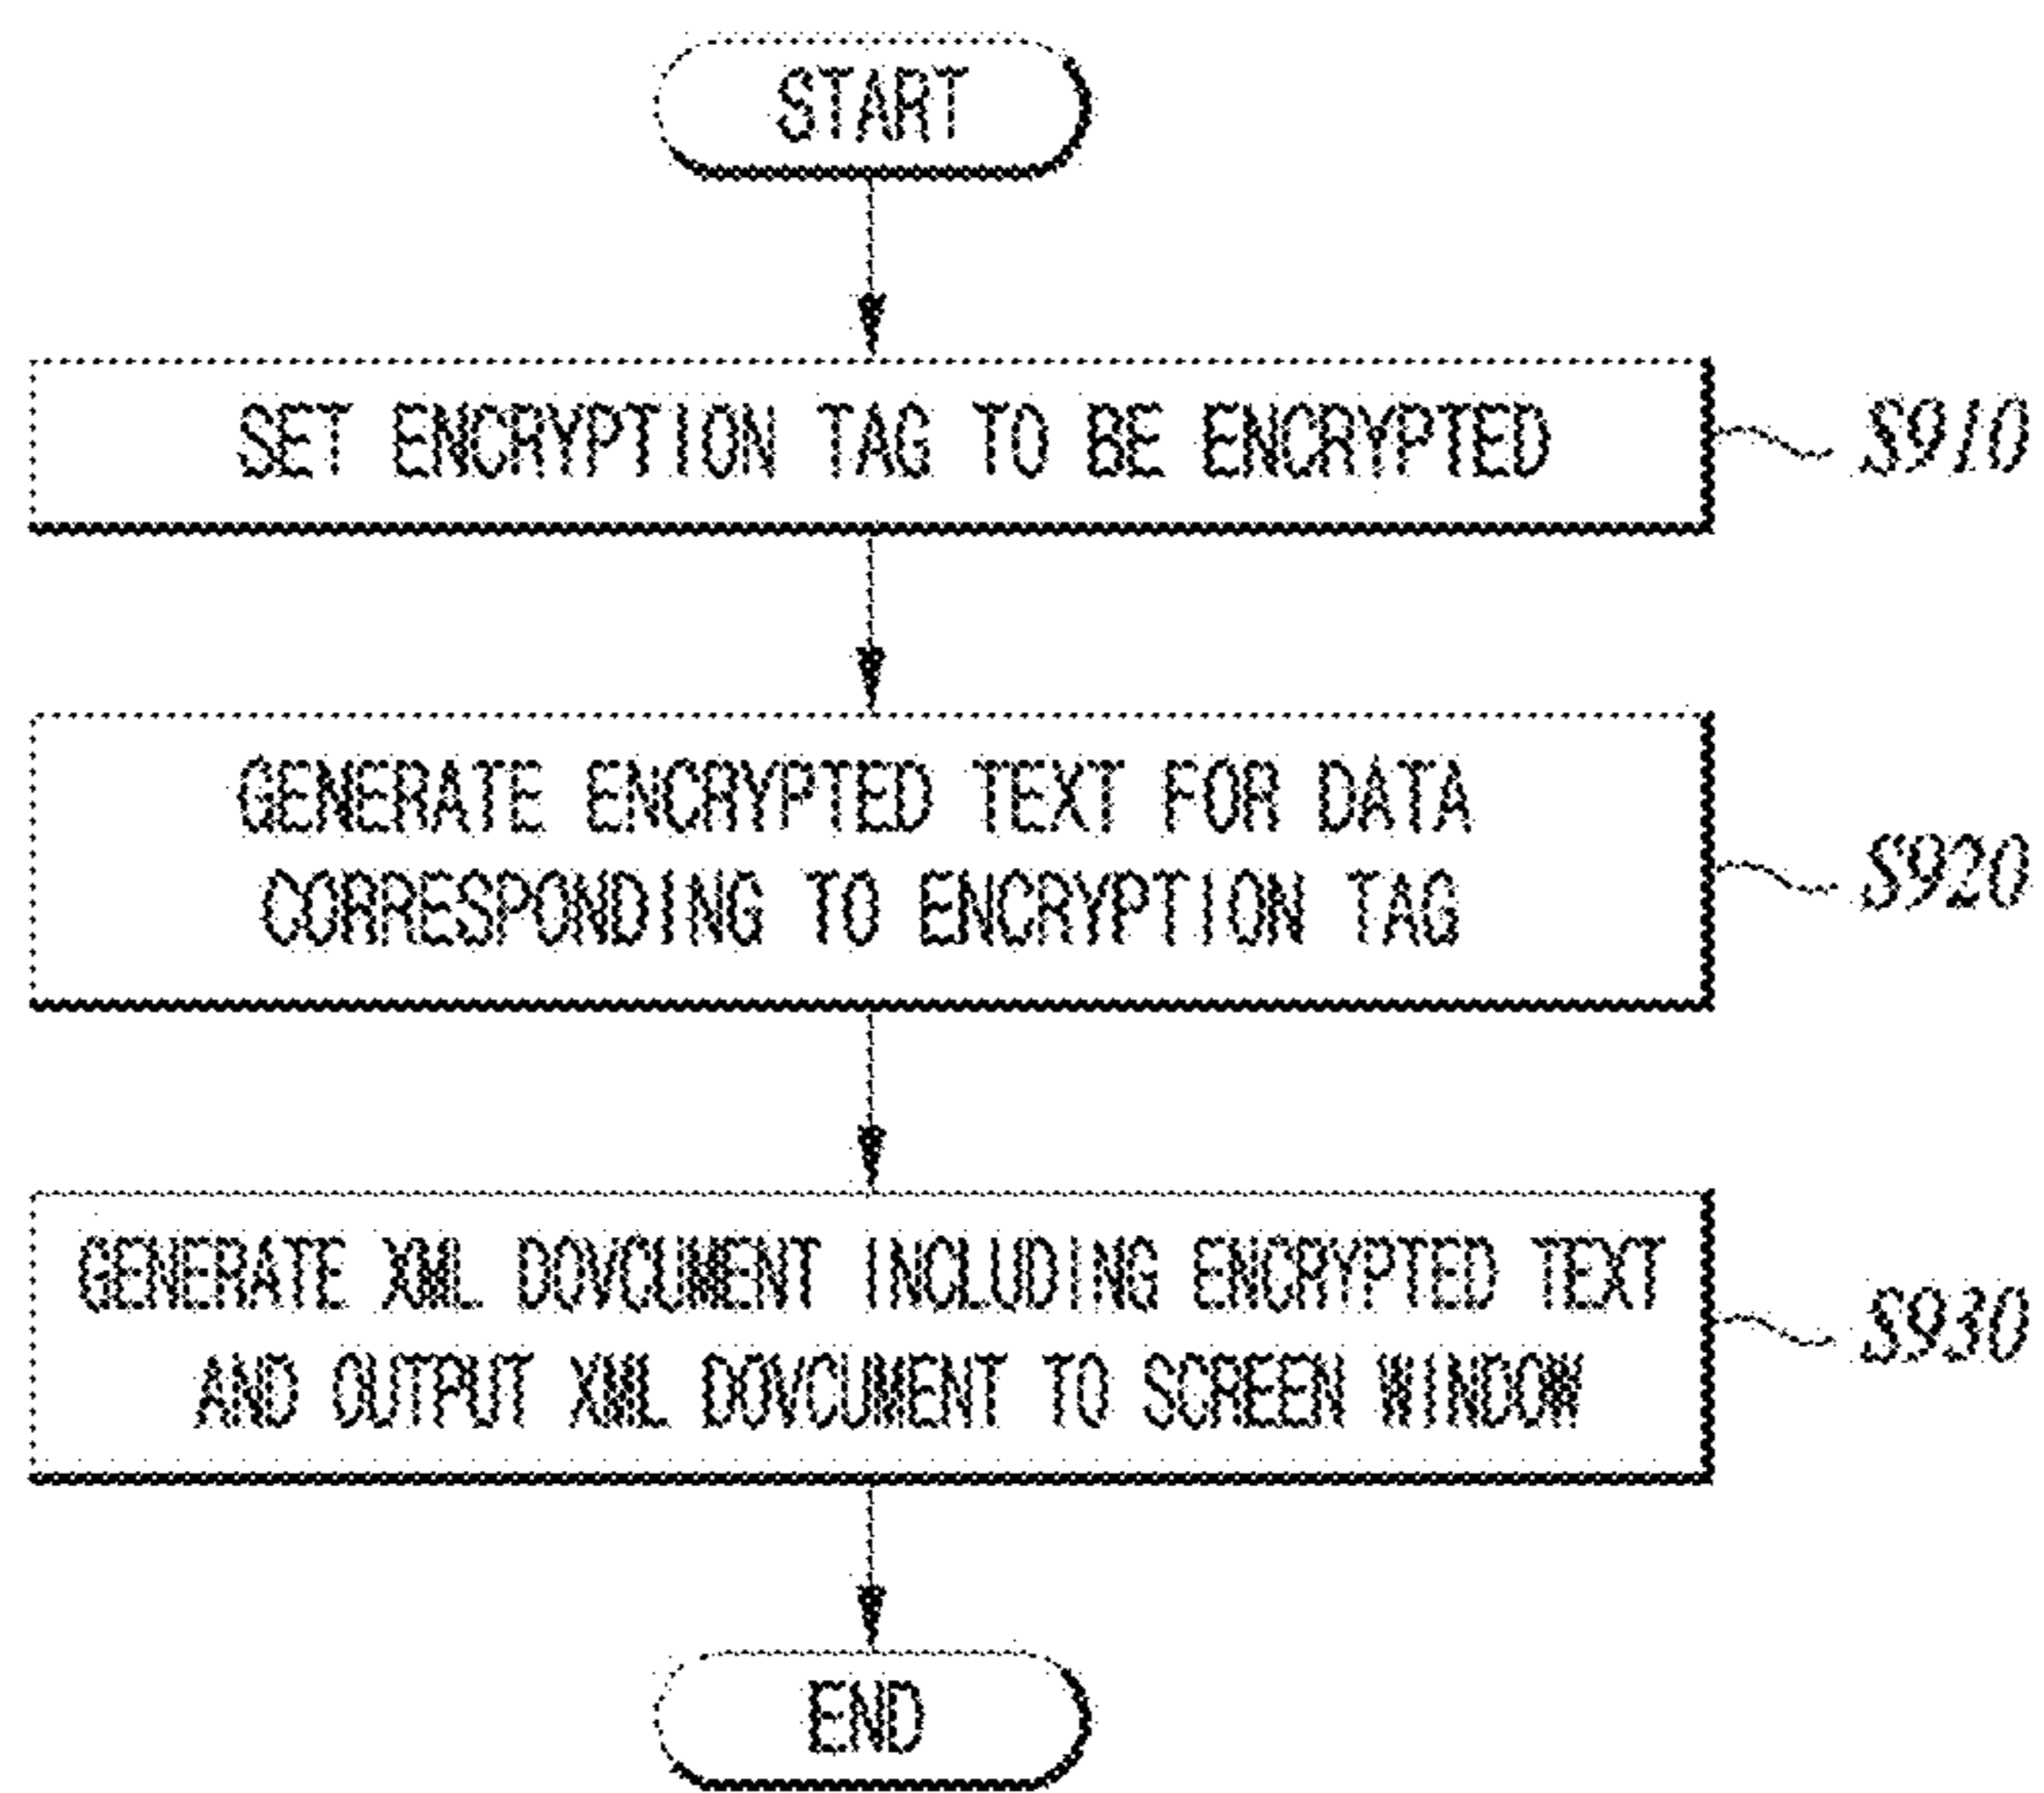 START
SET ENCRYPTION TAG TO BE ENCRYPTED
S910
GENERATE ENCRYPTED TEXT FOR DATA
CORRESPONDING TO ENCRYPTION TAG
S920
GENERATE XML DOVCUMENT INCLUDING ENCRYPTED TEXT
AND OUTPUT XML DOVCUMENT TO SCREEN WINDOW
S930
END